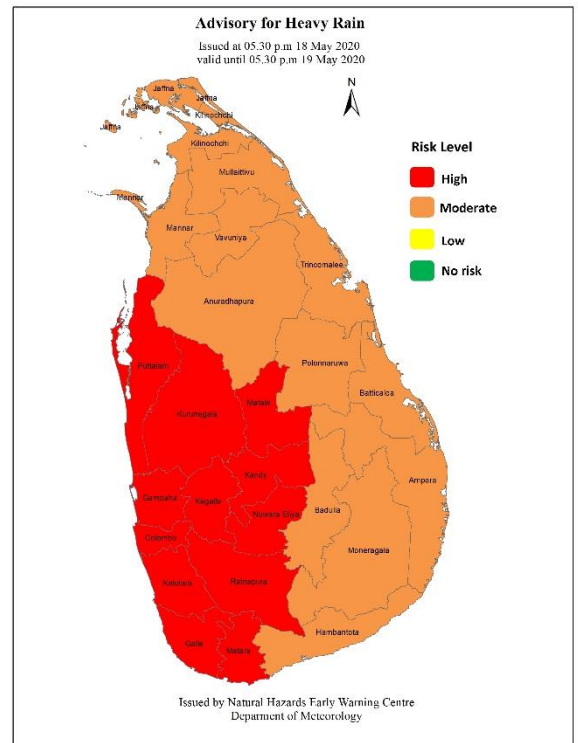 Advisory for Heavy Rain
Issued at 05.30 p.m 18 May 2020
valid until 05.30 p.m 19 May 2020
N
Jaffna
Jaffna
Jaffna
Kilinochchi
Jaffna
Kilinochchi
Mullaittivu
Mannar
Mannar
Vavuniya
Trincomalee
Anuradhapura
Puttalam
Polonnaruwa
Batticaloa
Kurunegala
Matale
Kandy
Ampara
Gampaha
Kegalle
Nuwara Eliya
Badulla
Colombo
Moneragala
Kalutara
Ratnapura
Hambantota
Galle
Matara
Risk Level
High
Moderate
Low
No risk
Issued by Natural Hazards Early Warning Centre
Deparment of Meteorology